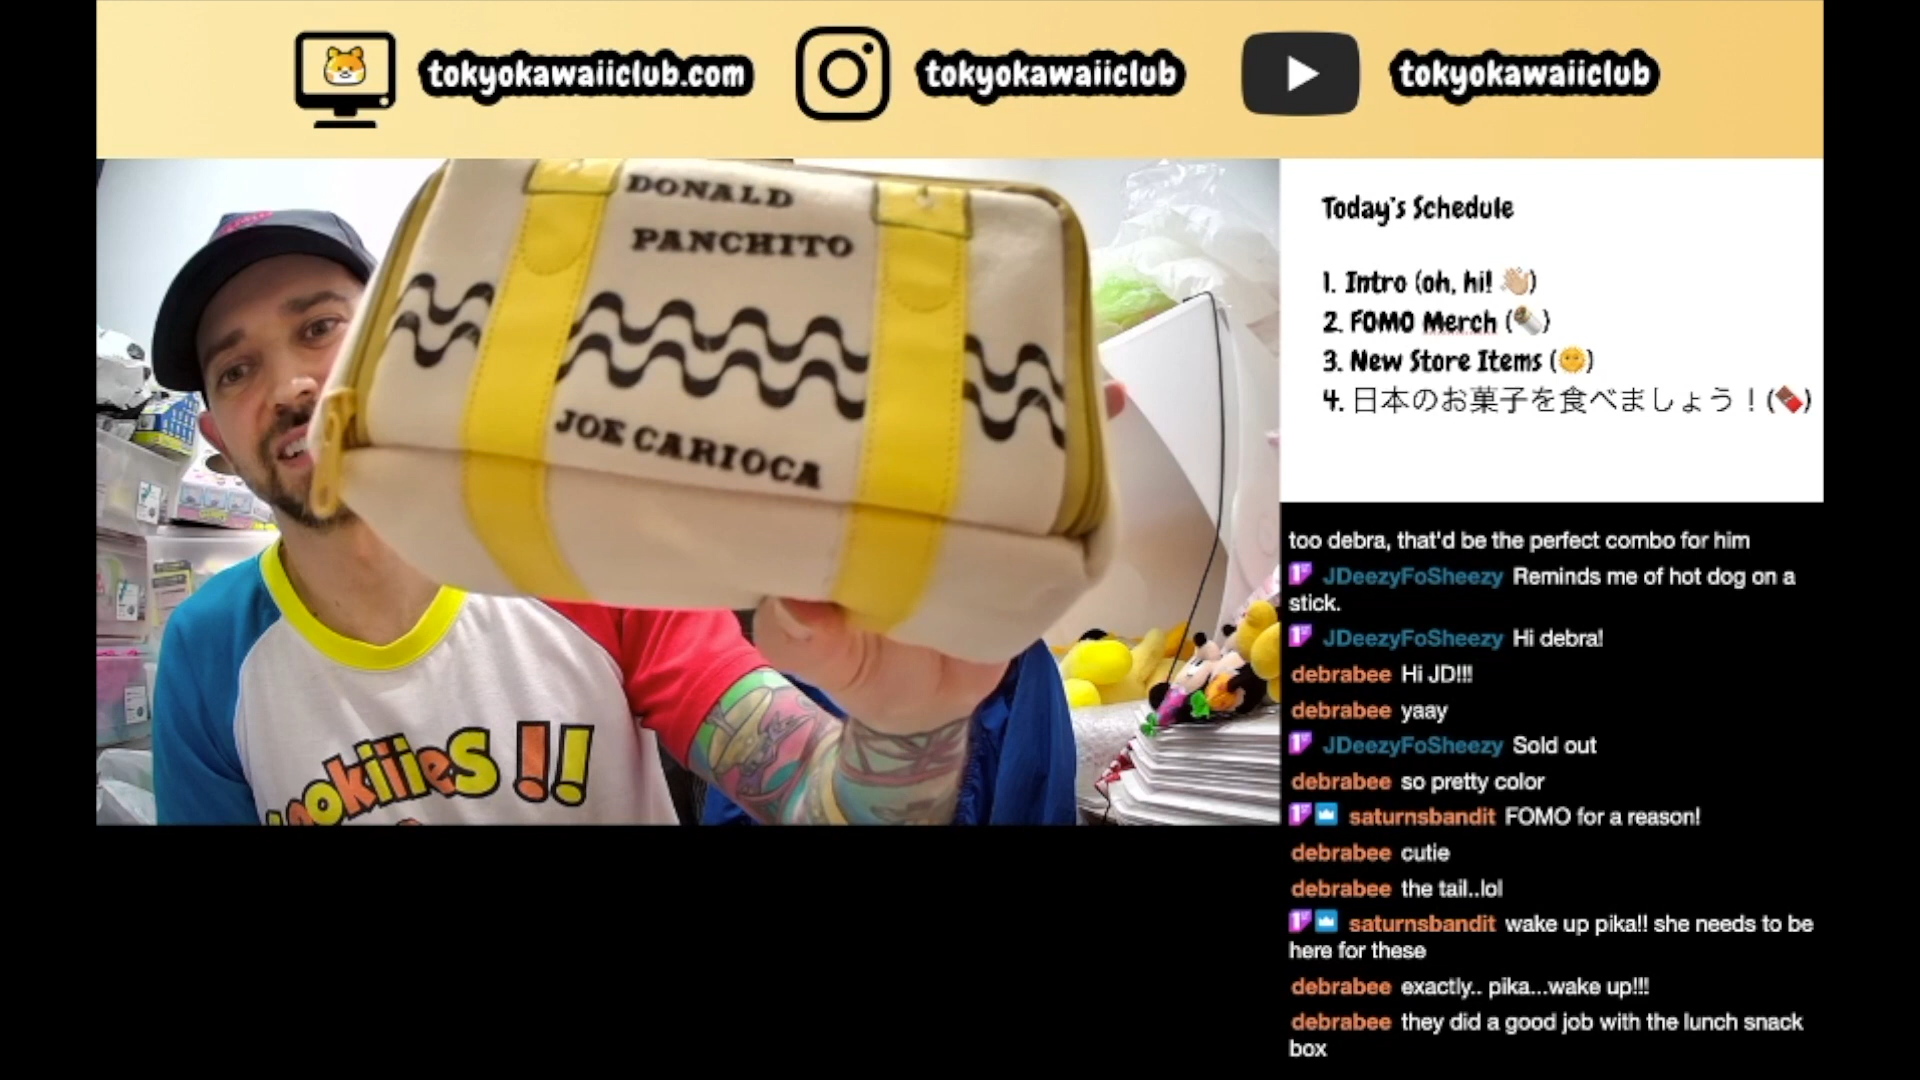 tokyokawaiiclub.com
tokyokawaiiclub
tokyokawaiiclub
DONALD
PANCHITO
JOE CARIOCA
ookiiieS!!
Today's Schedule
1. Intro (oh, hi! 👋🏻)
2. FOMO Merch (🌯)
3. New Store Items (🌞)
4. 日本のお菓子を食べましょう！(🍫)
too debra, that'd be the perfect combo for him
JDeezyFoSheezy Reminds me of hot dog on a
stick.
JDeezyFoSheezy Hi debra!
debrabee Hi JD!!!
debrabee yaay
JDeezyFoSheezy Sold out
debrabee so pretty color
saturnsbandit FOMO for a reason!
debrabee cutie
debrabee the tail..lol
saturnsbandit wake up pika!! she needs to be
here for these
debrabee exactly.. pika...wake up!!!
debrabee they did a good job with the lunch snack
box